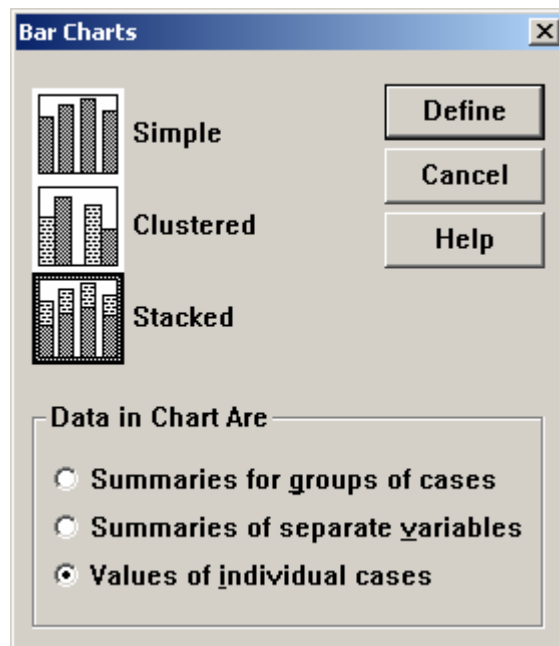 Bar Charts
Simple
Define
Cancel
Clustered
Help
Stacked
Data in Chart Are
Summaries for groups of cases
Summaries of separate variables
Values of individual cases